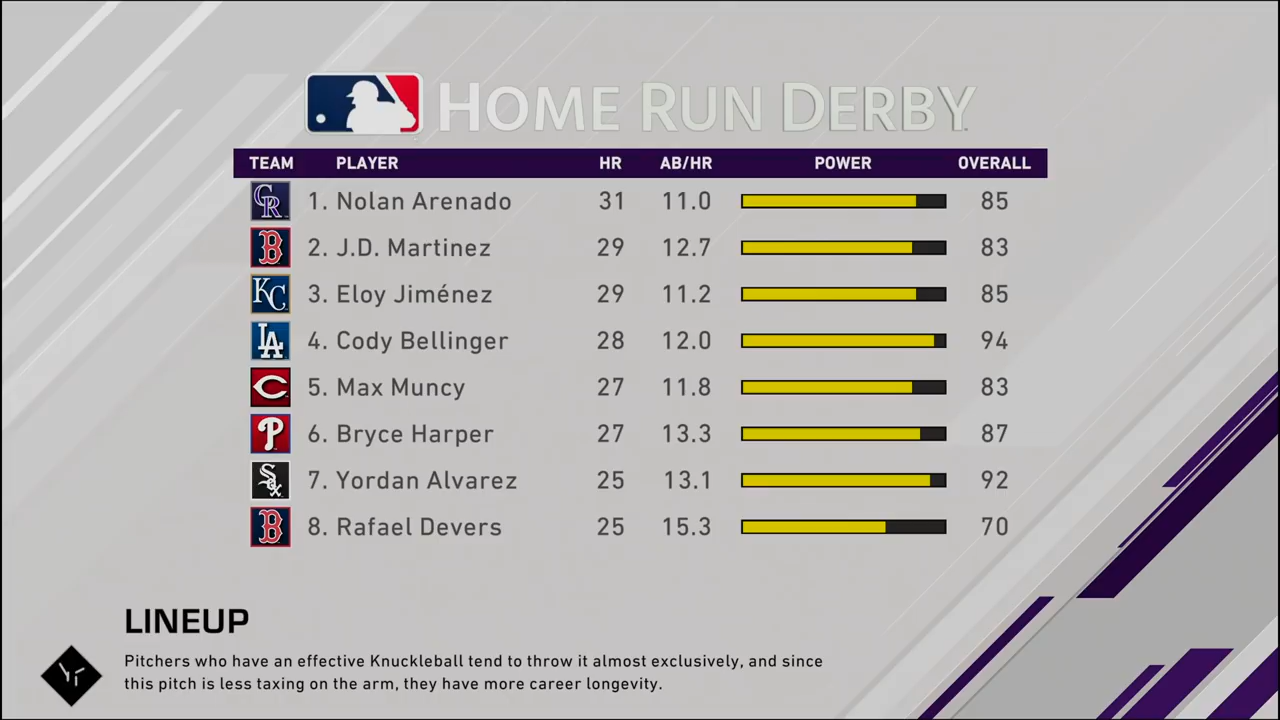 HOME RUN DERBY
TEAM PLAYER HR AB/HR POWER OVERALL
CR 1. Nolan Arenado 31 11.0 85
B 2. J.D. Martinez 29 12.7 83
KC 3. Eloy Jiménez 29 11.2 85
LA 4. Cody Bellinger 28 12.0 94
C 5. Max Muncy 27 11.8 83
P 6. Bryce Harper 27 13.3 87
Sox 7. Yordan Alvarez 25 13.1 92
B 8. Rafael Devers 25 15.3 70
LINEUP
Pitchers who have an effective Knuckleball tend to throw it almost exclusively, and since
this pitch is less taxing on the arm, they have more career longevity.